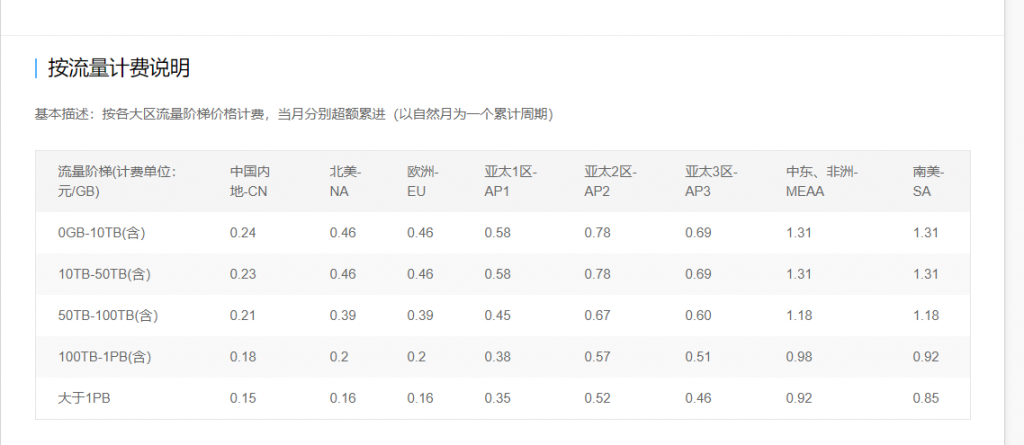 按流量计费说明
基本描述：按各大区流量阶梯价格计费，当月分别超额累进（以自然月为一个累计周期）
流量阶梯(计费单位：元/GB) 中国内地-CN 北美-NA 欧洲-EU 亚太1区-AP1 亚太2区-AP2 亚太3区-AP3 中东、非洲-MEAA 南美-SA
0GB-10TB(含) 0.24 0.46 0.46 0.58 0.78 0.69 1.31 1.31
10TB-50TB(含) 0.23 0.46 0.46 0.58 0.78 0.69 1.31 1.31
50TB-100TB(含) 0.21 0.39 0.39 0.45 0.67 0.60 1.18 1.18
100TB-1PB(含) 0.18 0.2 0.2 0.38 0.57 0.51 0.98 0.92
大于1PB 0.15 0.16 0.16 0.35 0.52 0.46 0.92 0.85